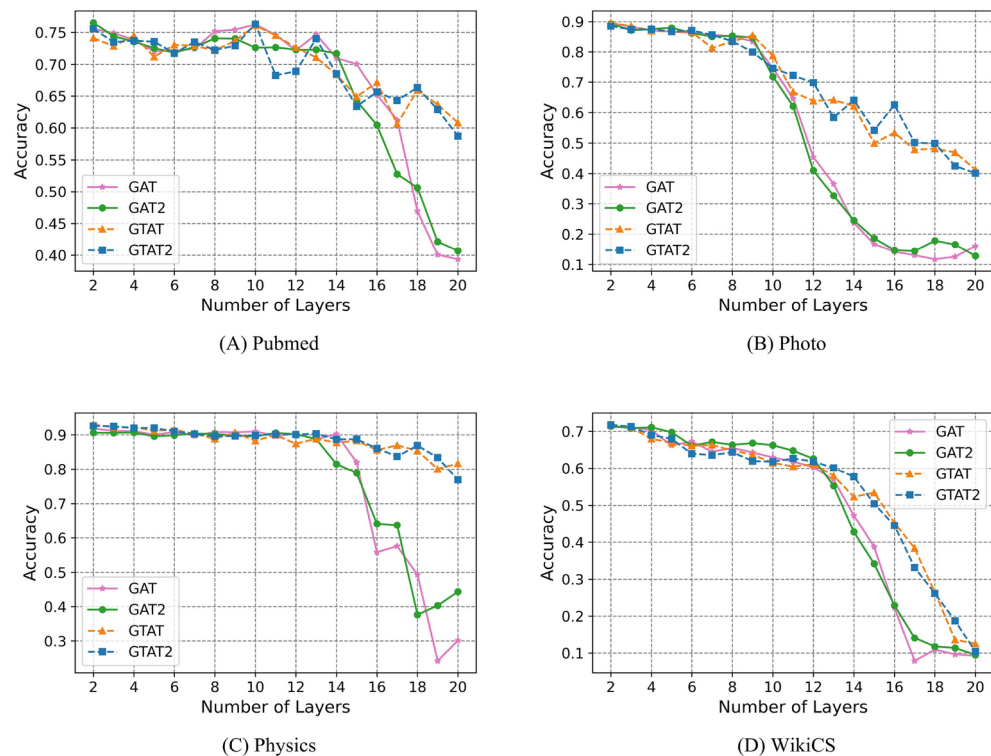 Accuracy
0.75
0.70
0.65
0.60
0.55
0.50
0.45
0.40
GAT
GAT2
GTAT
GTAT2
2 4 6 8 10 12 14 16 18 20
Number of Layers
(A) Pubmed
Accuracy
0.9
0.8
0.7
0.6
0.5
0.4
0.3
0.2
0.1
GAT
GAT2
GTAT
GTAT2
2 4 6 8 10 12 14 16 18 20
Number of Layers
(B) Photo
Accuracy
0.9
0.8
0.7
0.6
0.5
0.4
0.3
GAT
GAT2
GTAT
GTAT2
2 4 6 8 10 12 14 16 18 20
Number of Layers
(C) Physics
Accuracy
0.7
0.6
0.5
0.4
0.3
0.2
0.1
GAT
GAT2
GTAT
GTAT2
2 4 6 8 10 12 14 16 18 20
Number of Layers
(D) WikiCS